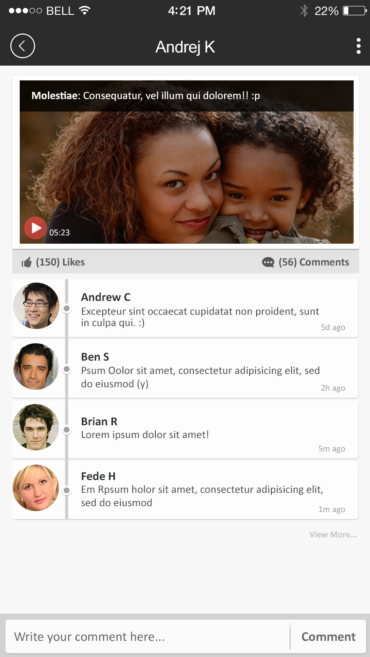 BELL 4:21 PM 22%
Andrej K
Molestiae: Consequatur, vel illum qui dolorem!! :p
05:23
(150) Likes (56) Comments
Andrew C
Excepteur sint occaecat cupidatat non proident, sunt
in culpa qui. :)
5d ago
Ben S
Psum Oolor sit amet, consectetur adipisicing elit, sed
do eiusmod (y)
2h ago
Brian R
Lorem ipsum dolor sit amet!
5m ago
Fede H
Em Rpsum holor sit amet, consectetur adipisicing elit,
sed do eiusmod
1m ago
View More...
Write your comment here... Comment